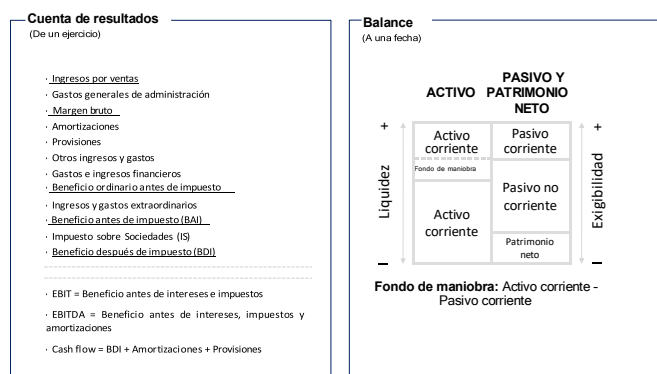 Cuenta de resultados
(De un ejercicio)
· Ingresos por ventas
· Gastos generales de administración
· Margen bruto
· Amortizaciones
· Provisiones
· Otros ingresos y gastos
· Gastos e ingresos financieros
· Beneficio ordinario antes de impuesto
· Ingresos y gastos extraordinarios
· Beneficio antes de impuesto (BAI)
· Impuesto sobre Sociedades (IS)
· Beneficio después de impuesto (BDI)
· EBIT = Beneficio antes de intereses e impuestos
· EBITDA = Beneficio antes de intereses, impuestos y
amortizaciones
· Cash flow = BDI + Amortizaciones + Provisiones
Balance
(A una fecha)
ACTIVO
PASIVO Y
PATRIMONIO
NETO
+
Liquidez
–
Activo
corriente
Fondo de maniobra
Activo
corriente
Pasivo
corriente
Pasivo no
corriente
Patrimonio
neto
+
Exigibilidad
–
Fondo de maniobra: Activo corriente -
Pasivo corriente